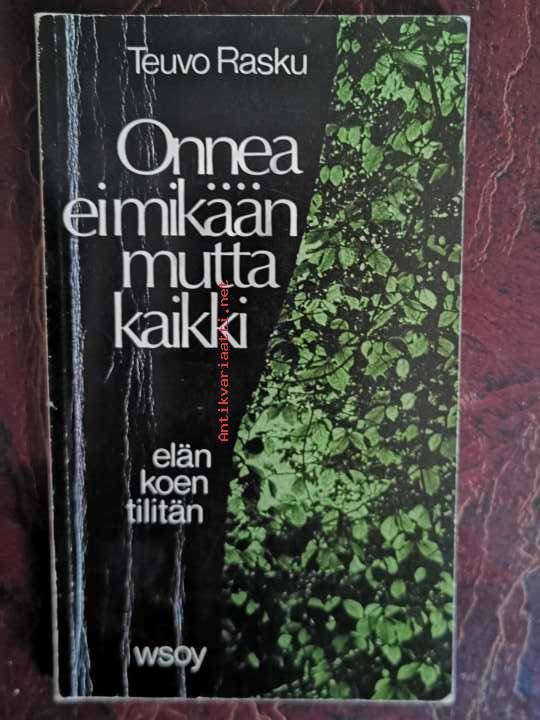 Teuvo Rasku
Onnea
ei mikään
mutta
kaikki
Antikvariaatti.net
elän
koen
tilitän
wsoy